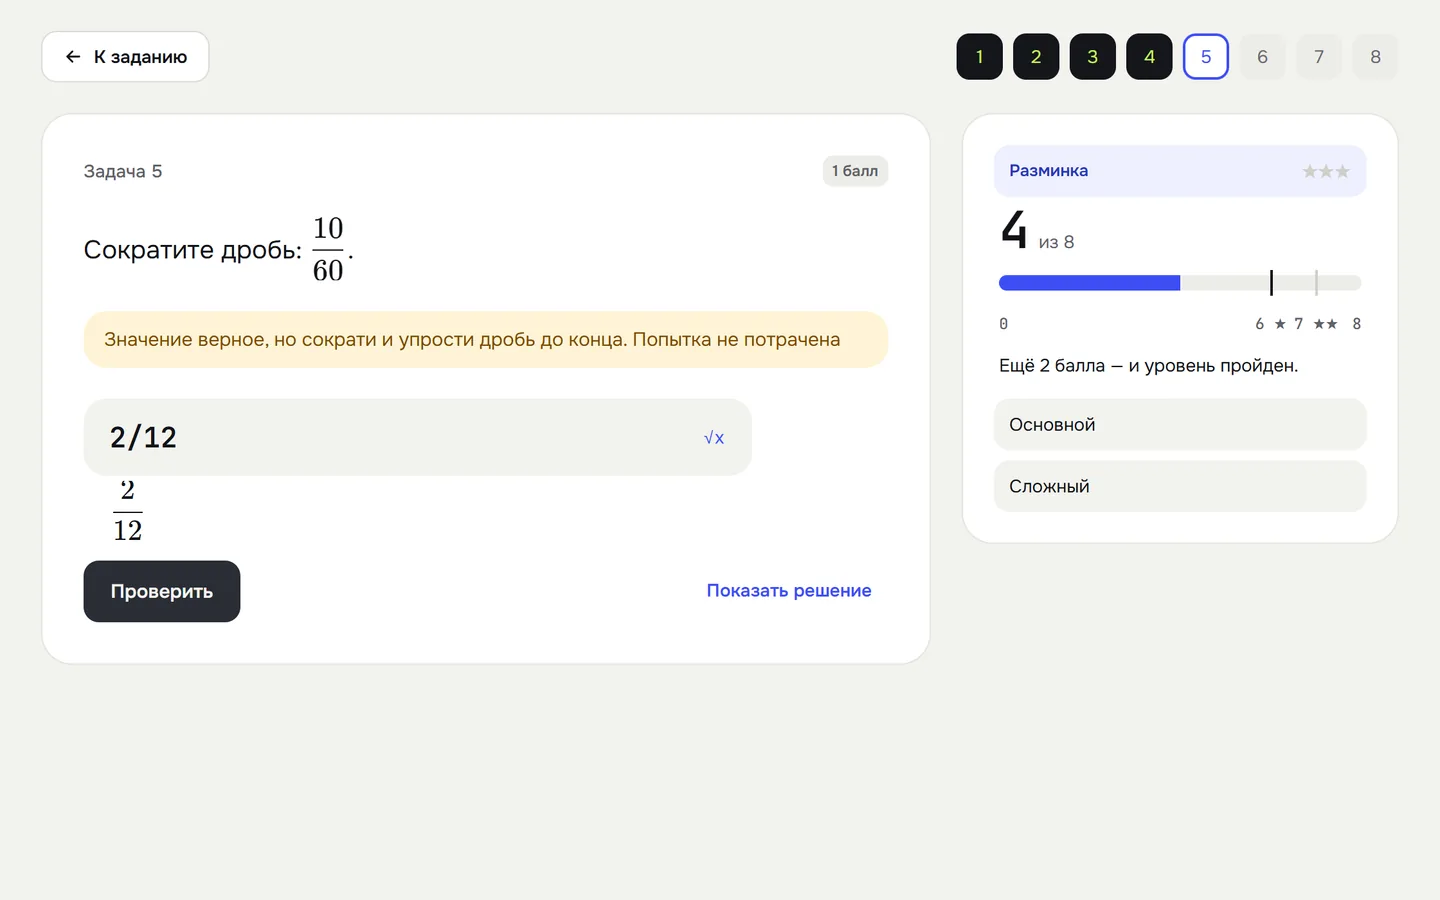 ← К заданию
1 2 3 4 5 6 7 8
Задача 5
1 балл
Сократите дробь: 10/60.
Значение верное, но сократи и упрости дробь до конца. Попытка не потрачена
2/12
√x
2/12
Проверить
Показать решение
Разминка ★★★
4 из 8
0 6 ★ 7 ★★ 8
Ещё 2 балла — и уровень пройден.
Основной
Сложный